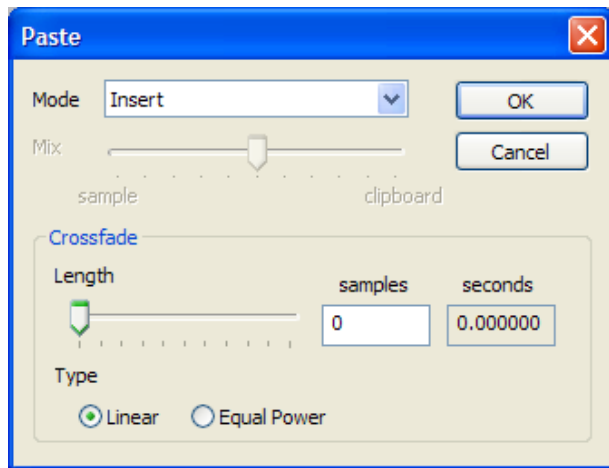 Paste
Mode Insert OK
Mix Cancel
sample clipboard
Crossfade
Length samples seconds
0 0.000000
Type
Linear Equal Power